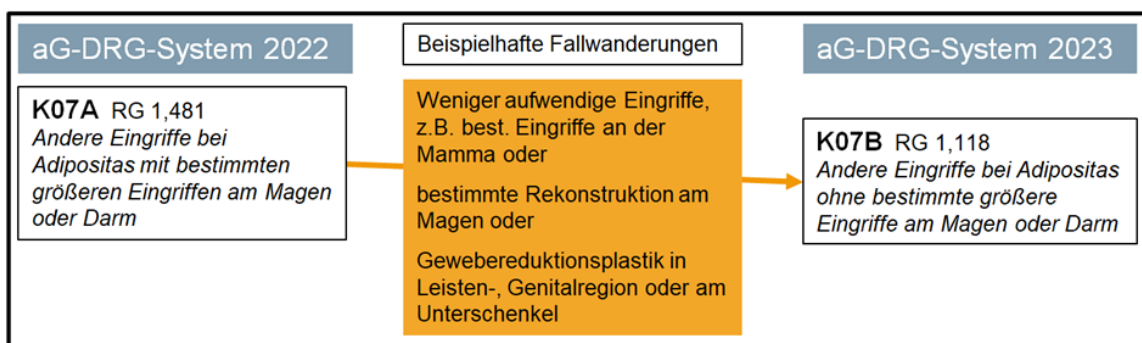 aG-DRG-System 2022
Beispielhafte Fallwanderungen
aG-DRG-System 2023
K07A RG 1,481
Andere Eingriffe bei
Adipositas mit bestimmten
größeren Eingriffen am Magen
oder Darm
Weniger aufwendige Eingriffe,
z.B. best. Eingriffe an der
Mamma oder
bestimmte Rekonstruktion am
Magen oder
Gewebereduktionsplastik in
Leisten-, Genitalregion oder am
Unterschenkel
K07B RG 1,118
Andere Eingriffe bei Adipositas
ohne bestimmte größere
Eingriffe am Magen oder Darm